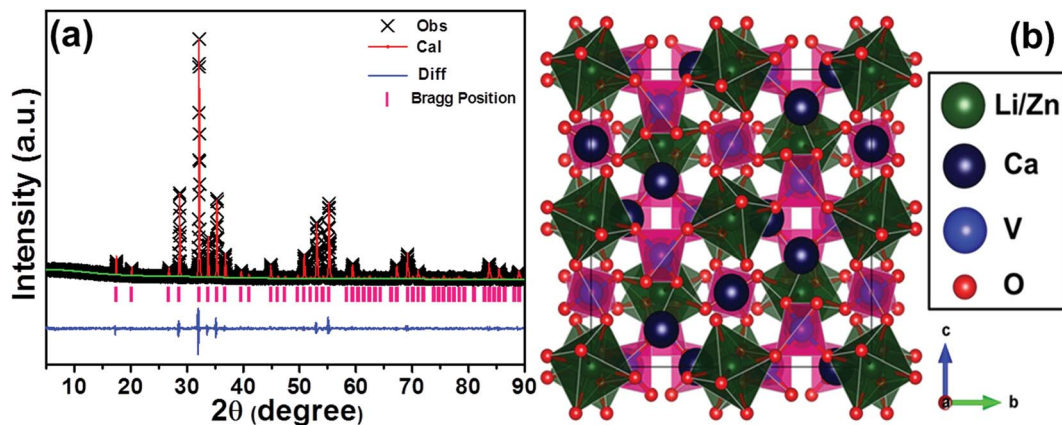 (a)
Obs
Cal
Diff
Bragg Position
Intensity (a.u.)
10 20 30 40 50 60 70 80 90
2θ (degree)
(b)
Li/Zn
Ca
V
O
c
a
b